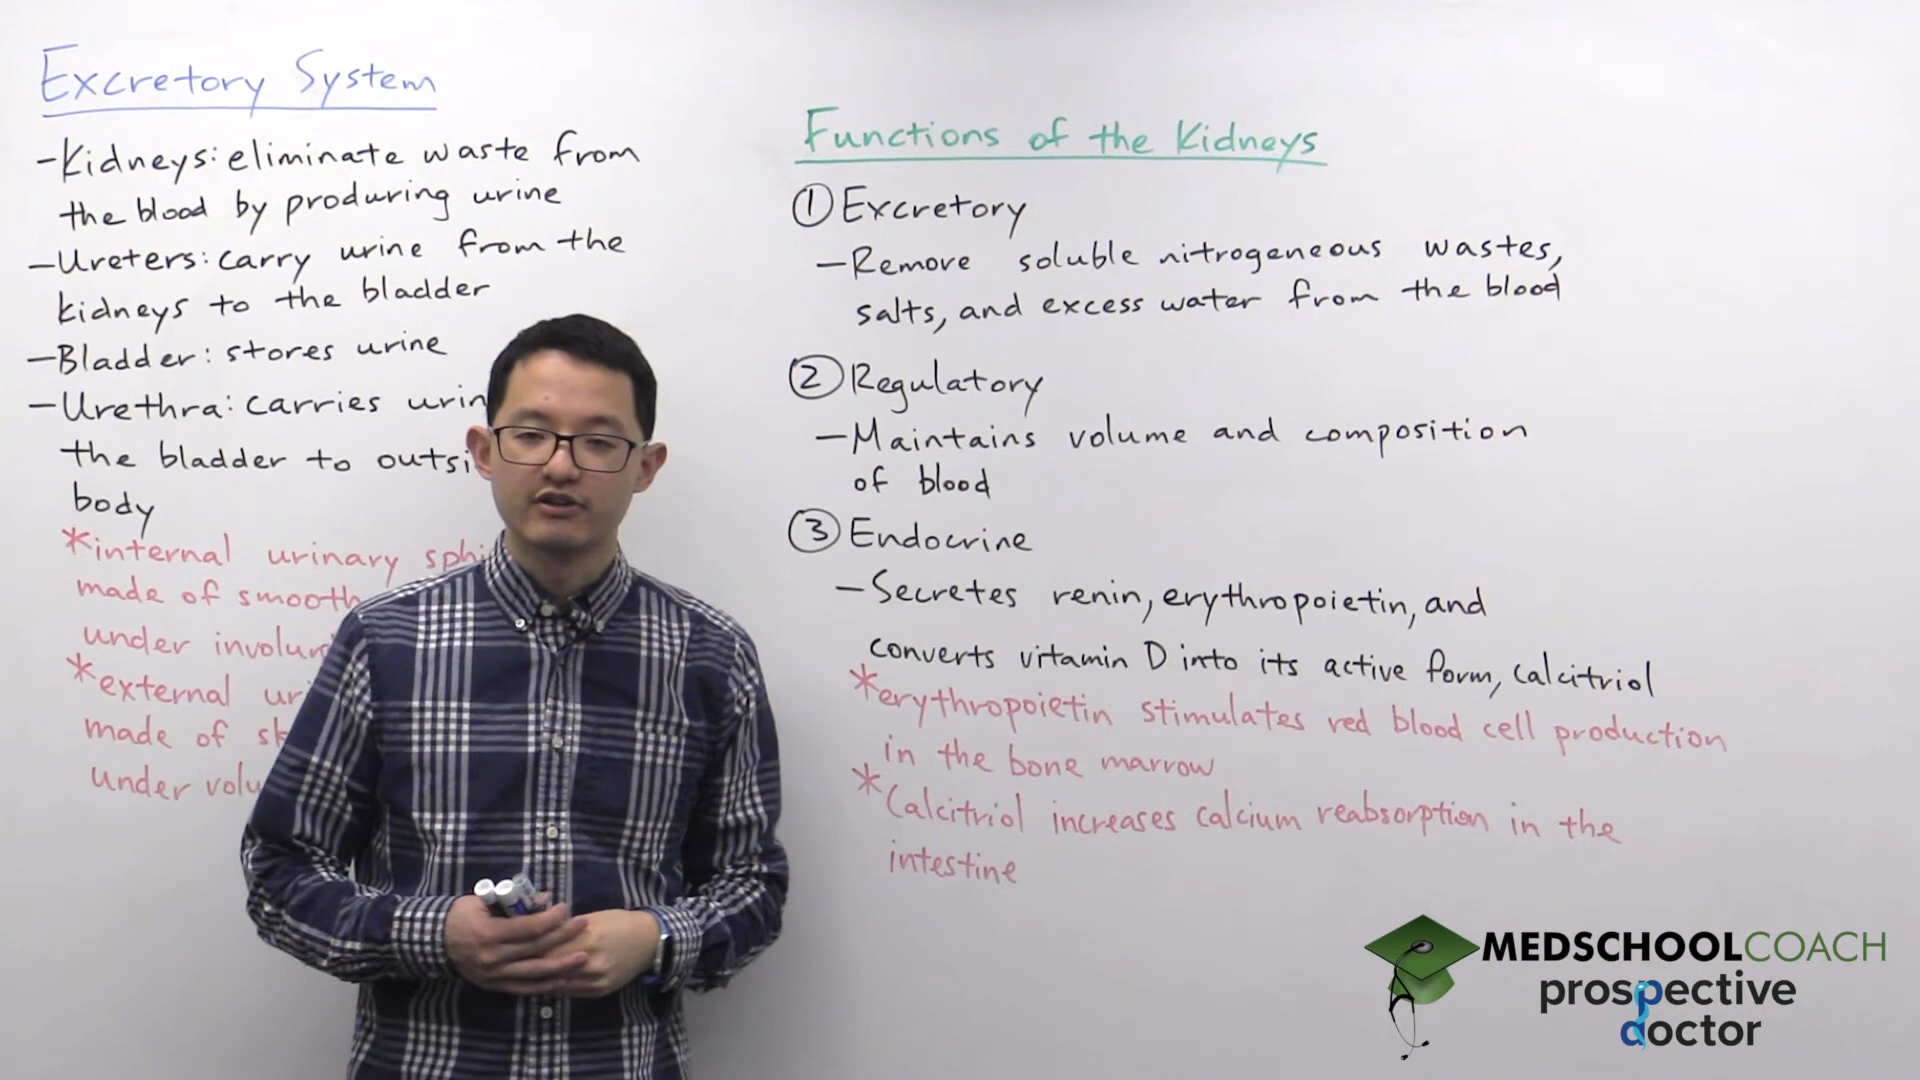 Excretory System
-Kidneys: eliminate waste from
the blood by produring urine
-Ureters: carry urine from the
kidneys to the bladder
-Bladder: stores urine
-Urethra: carries
the bladder to
body
*internal urinary
made of smooth
under
*external
made of
under
Functions of the Kidneys
① Excretory
-Remove soluble nitrogeneous wastes,
salts, and excess water from the blood
② Regulatory
-Maintains volume and composition
of blood
③ Endocrine
-Secretes renin, erythropoietin, and
converts vitamin D into its active form, calcitriol
*erythropoietin stimulates red blood cell production
in the bone marrow
*Calcitriol increases calcium reabsorption in the
intestine
MEDSCHOOLCOACH
prospective
doctor